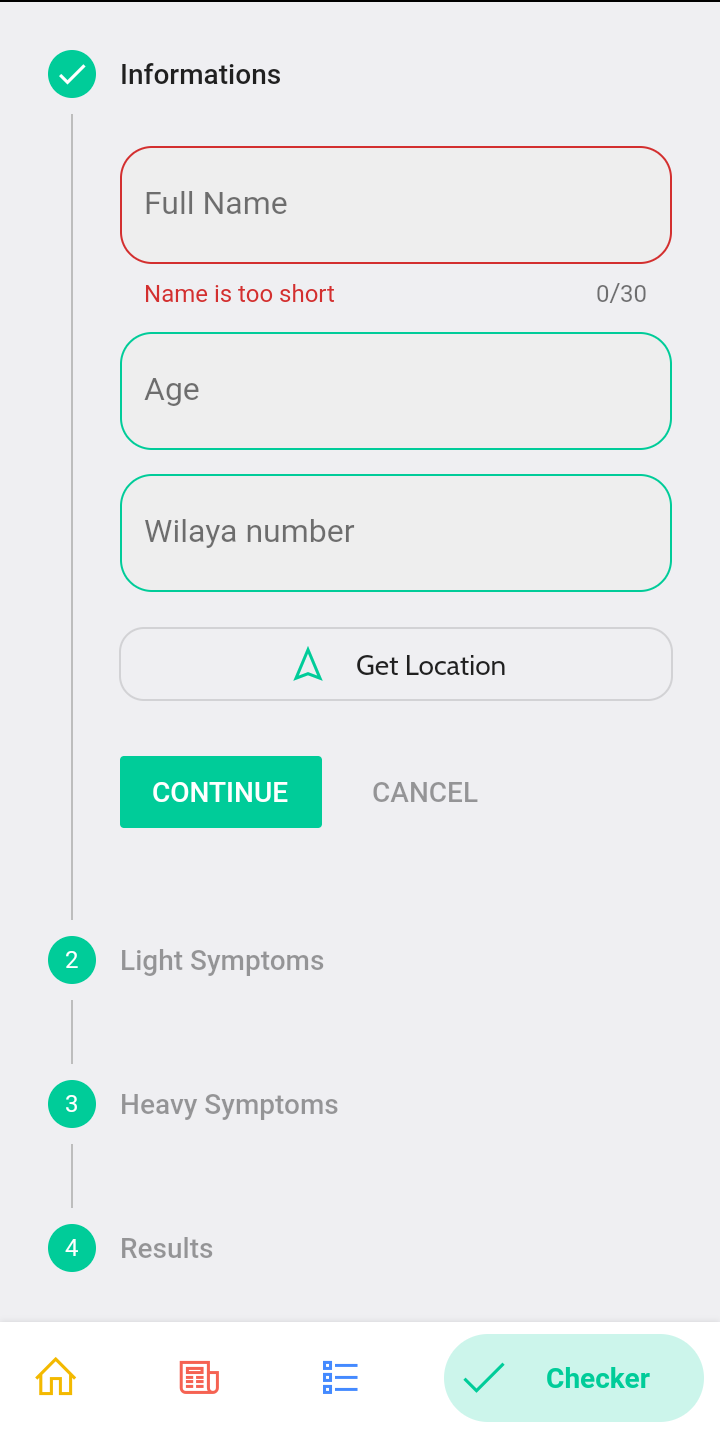 Informations
Full Name
Name is too short 0/30
Age
Wilaya number
Get Location
CONTINUE CANCEL
2 Light Symptoms
3 Heavy Symptoms
4 Results
Checker